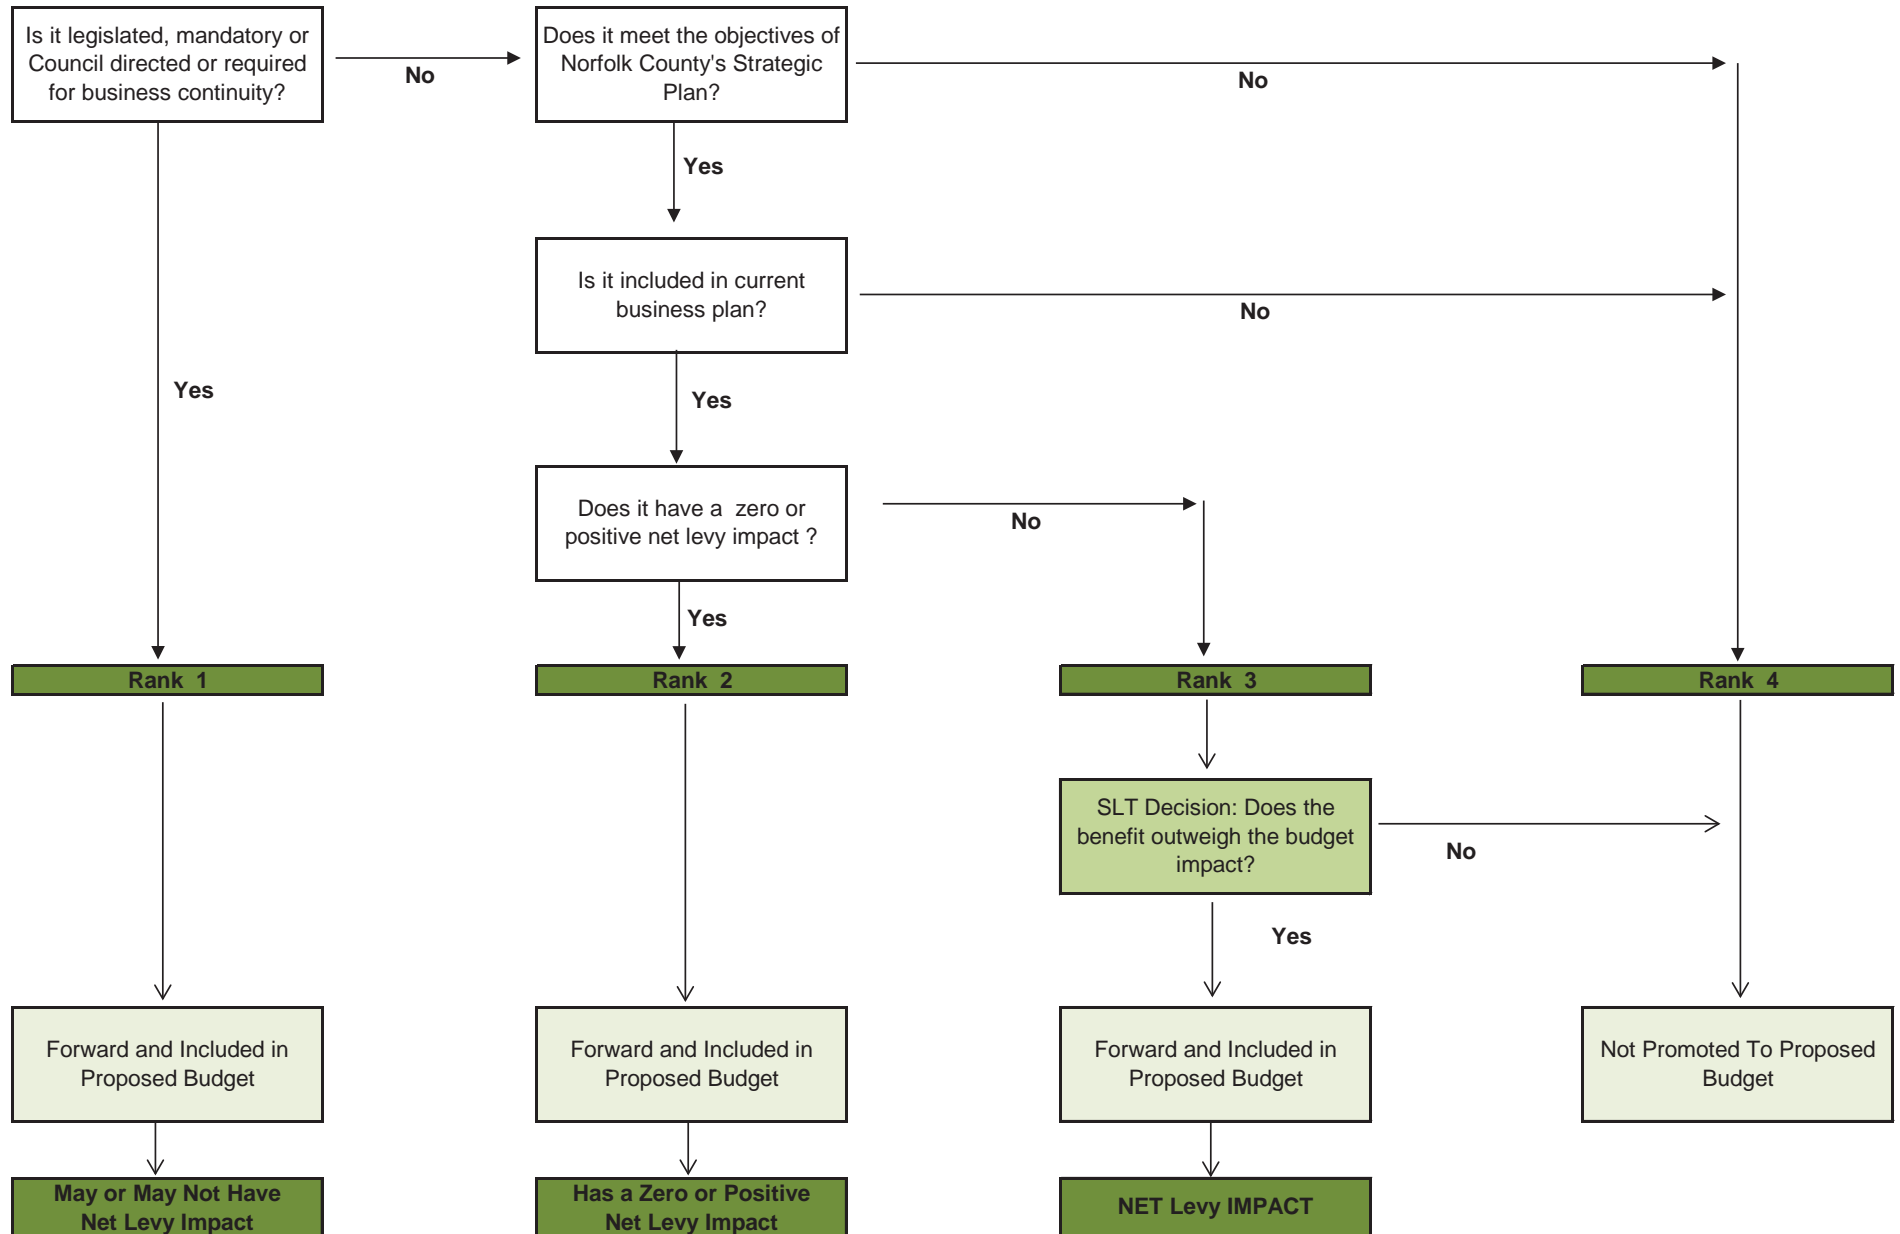 Is it legislated, mandatory or
Council directed or required
for business continuity?
No
Does it meet the objectives of
Norfolk County's Strategic
Plan?
No
Yes
Is it included in current
business plan?
No
Yes
Yes
Does it have a zero or
positive net levy impact ?
No
Yes
Rank 1
Rank 2
Rank 3
Rank 4
SLT Decision: Does the
benefit outweigh the budget
impact?
No
Yes
Forward and Included in
Proposed Budget
Forward and Included in
Proposed Budget
Forward and Included in
Proposed Budget
Not Promoted To Proposed
Budget
May or May Not Have
Net Levy Impact
Has a Zero or Positive
Net Levy Impact
NET Levy IMPACT